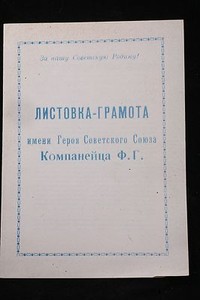 За нашу Советскую Родину!
ЛИСТОВКА-ГРАМОТА
имени Героя Советского Союза
Компанейца Ф.Г.